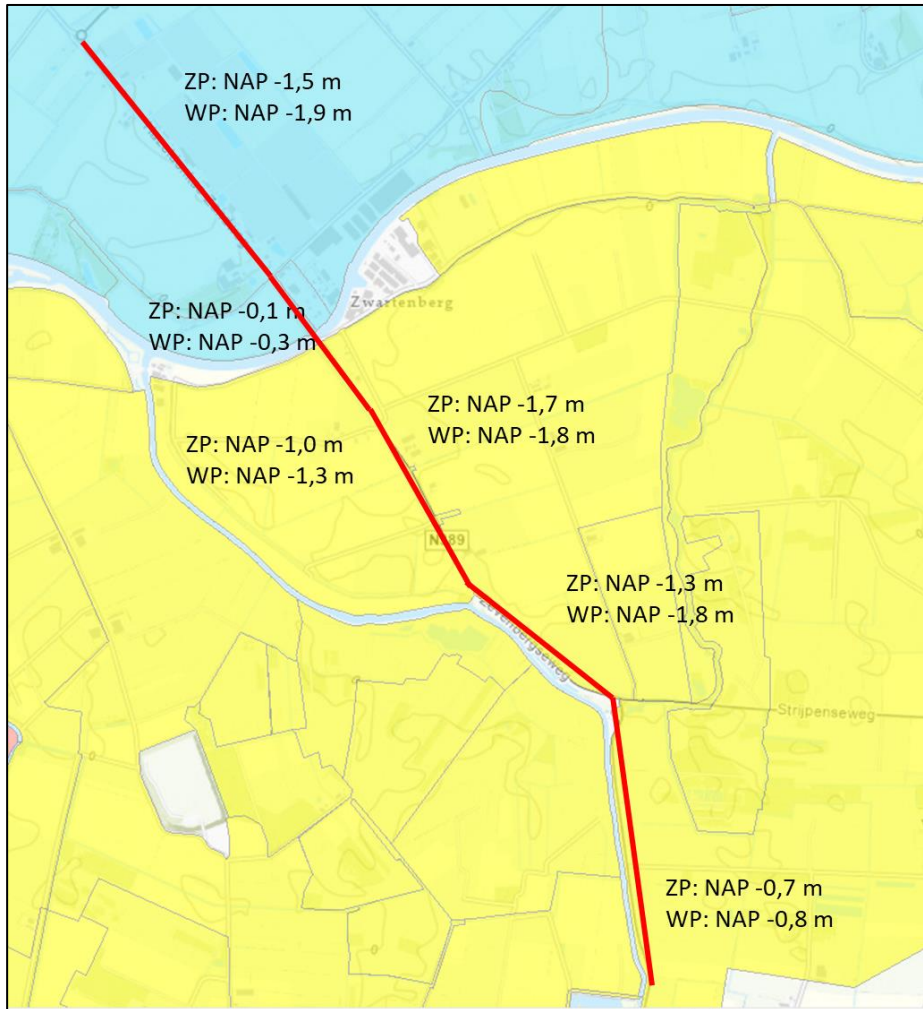 ZP: NAP -1,5 m
WP: NAP -1,9 m
ZP: NAP -0,1 m
WP: NAP -0,3 m
Zwartenberg
ZP: NAP -1,7 m
WP: NAP -1,8 m
ZP: NAP -1,0 m
WP: NAP -1,3 m
N389
ZP: NAP -1,3 m
WP: NAP -1,8 m
Zevenbergseweg
Strijpenseweg
ZP: NAP -0,7 m
WP: NAP -0,8 m